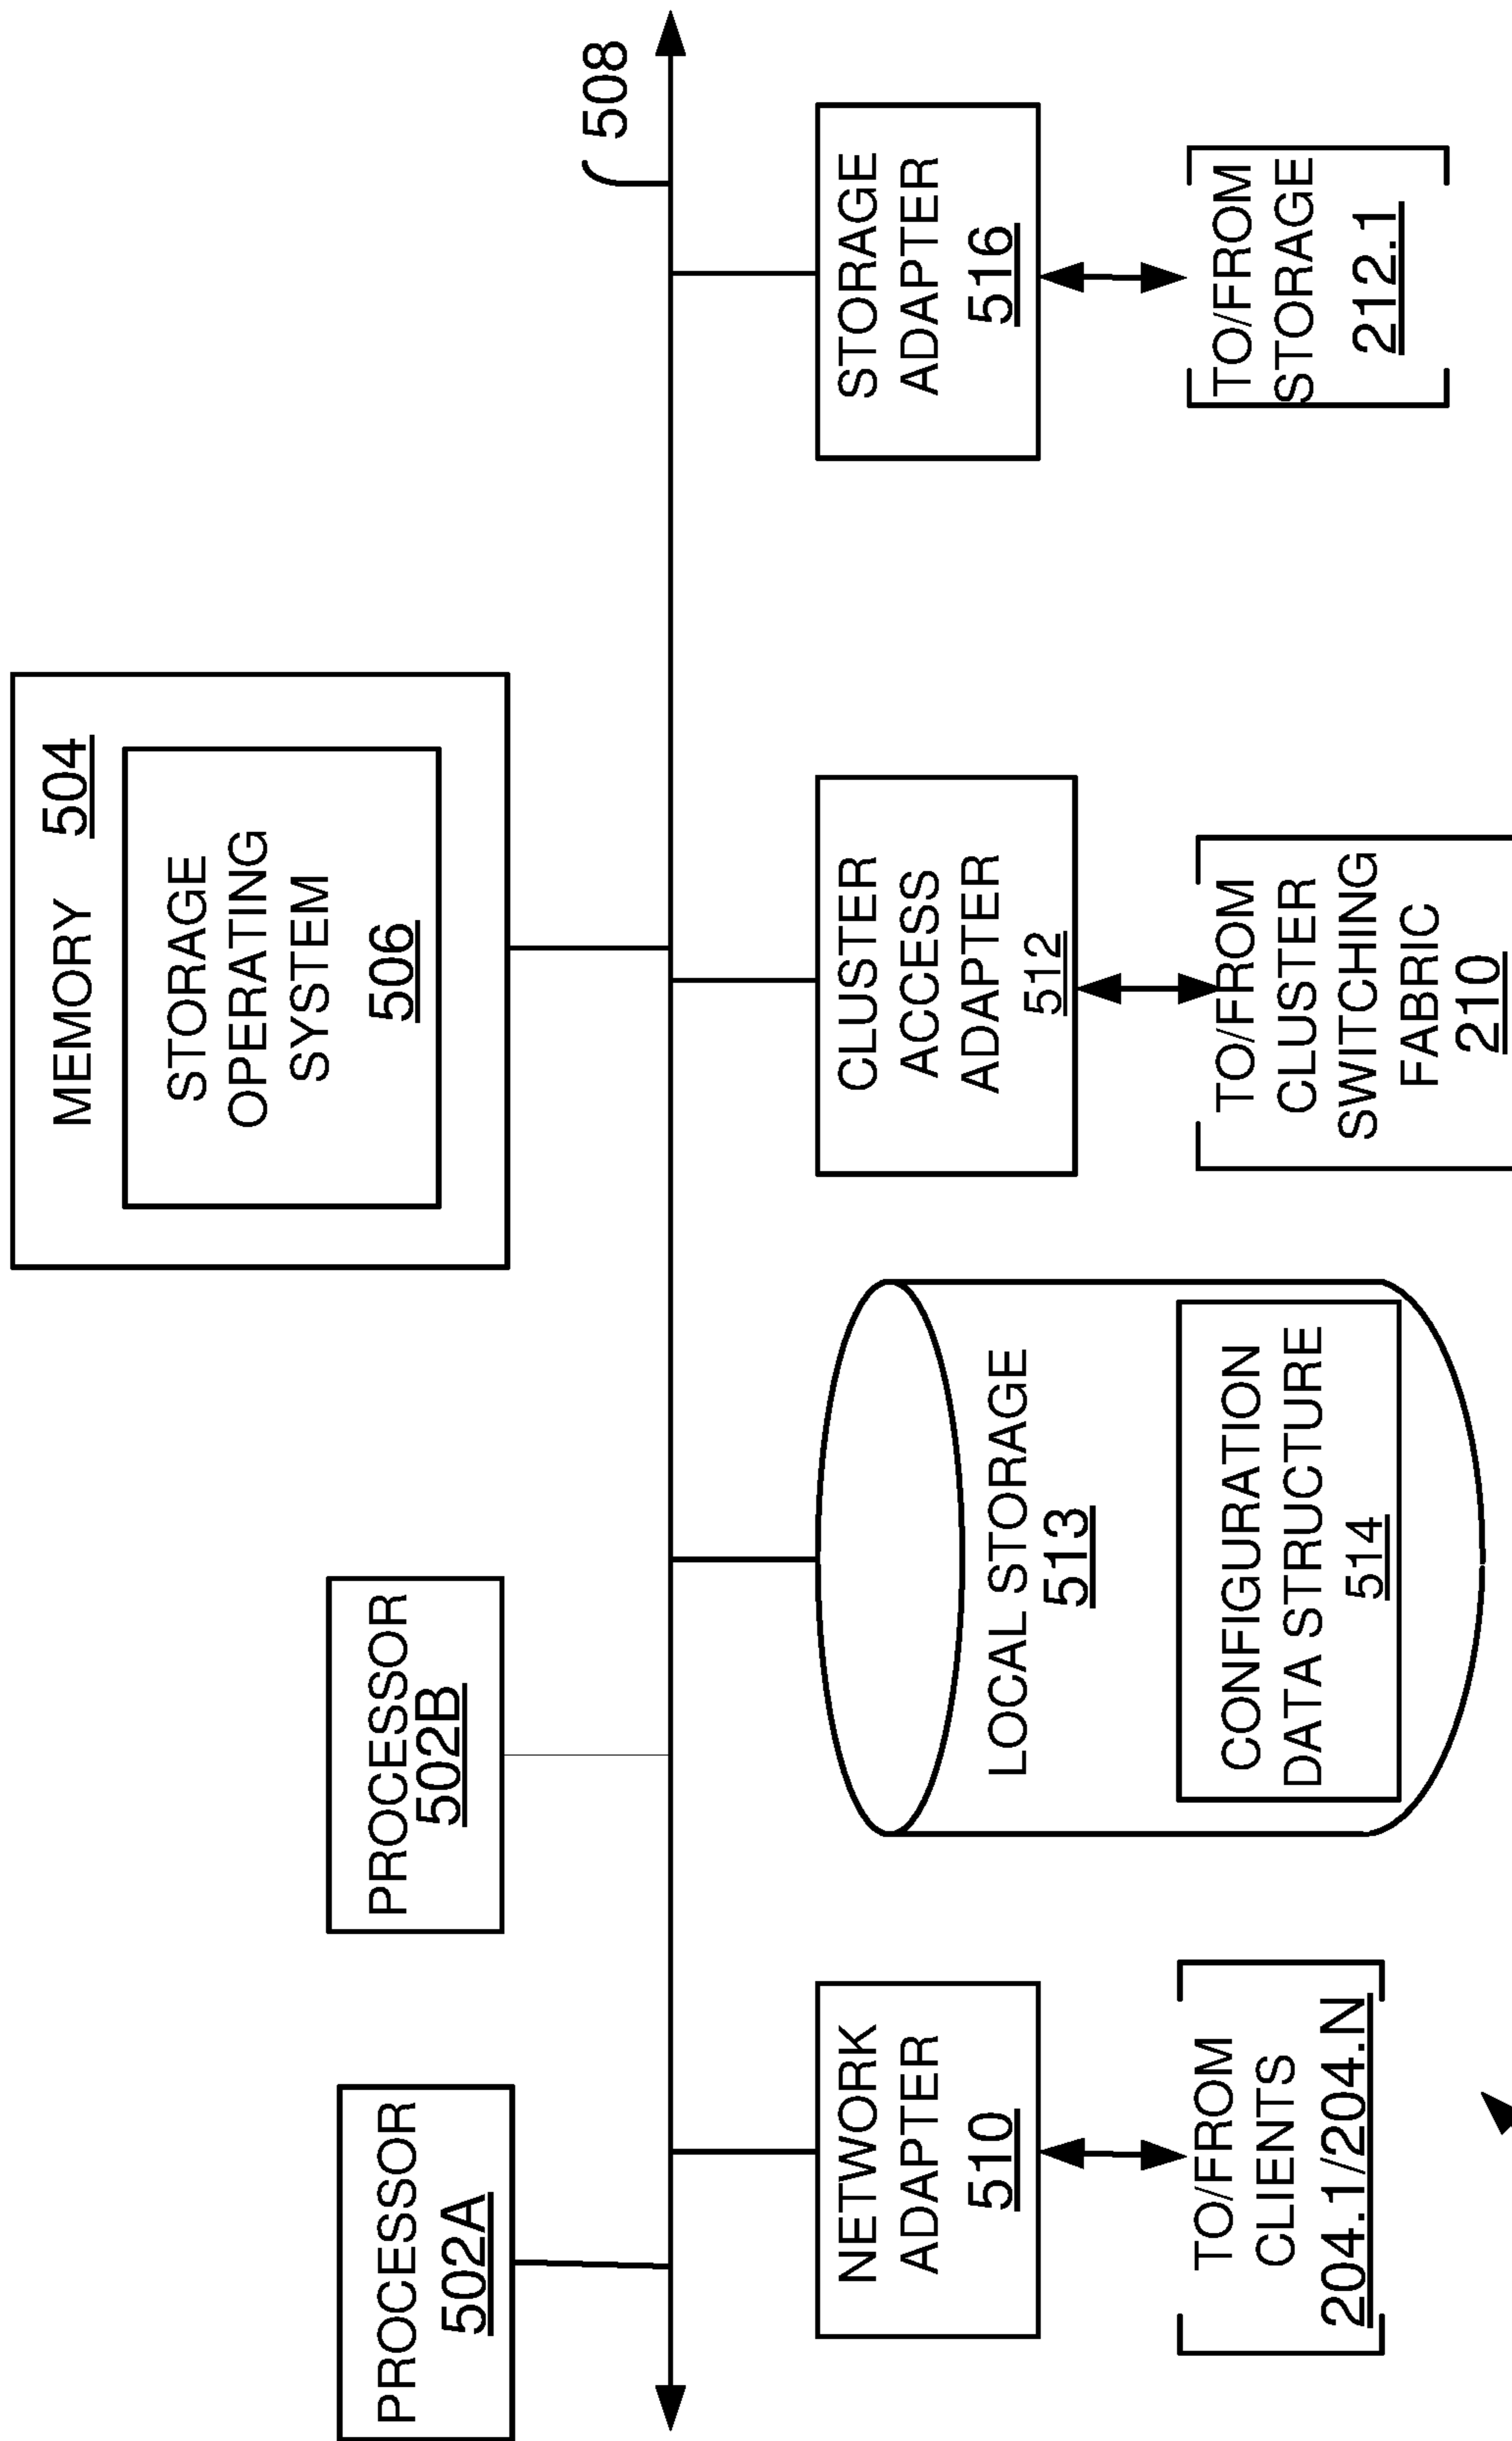 PROCESSOR
502A
PROCESSOR
502B
MEMORY 504
STORAGE
OPERATING
SYSTEM
506
508
NETWORK
ADAPTER
510
LOCAL STORAGE
513
CONFIGURATION
DATA STRUCTURE
514
CLUSTER
ACCESS
ADAPTER
512
STORAGE
ADAPTER
516
TO/FROM
CLIENTS
204.1/204.N
TO/FROM
CLUSTER
SWITCHING
FABRIC
210
TO/FROM
STORAGE
212.1